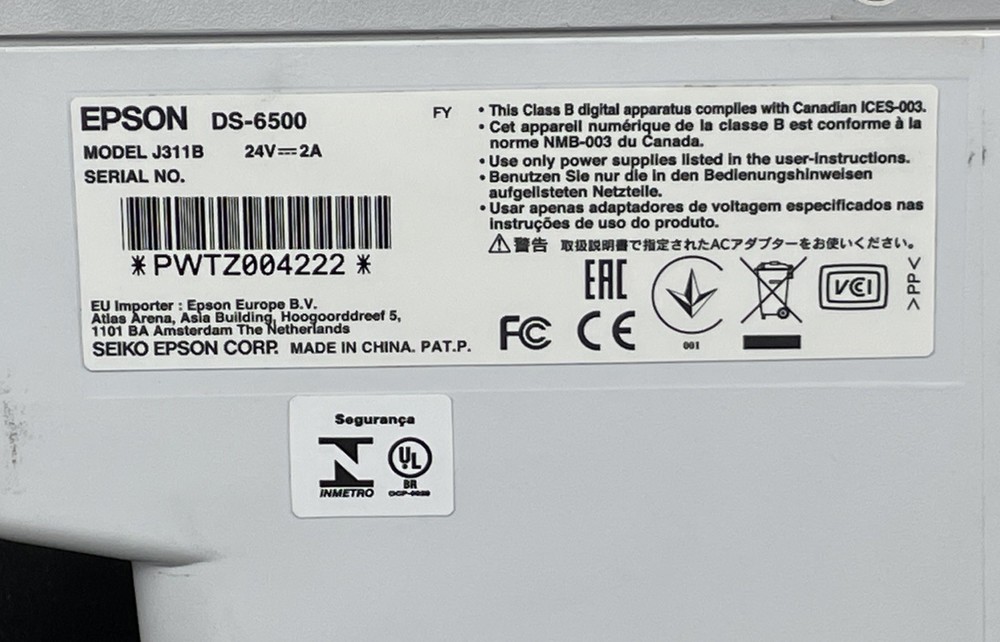 EPSON DS-6500 FY
MODEL J311B 24V⎓2A
SERIAL NO.
*PWTZ004222*
EU Importer : Epson Europe B.V.
Atlas Arena, Asia Building, Hoogoorddreef 5,
1101 BA Amsterdam The Netherlands
SEIKO EPSON CORP. MADE IN CHINA. PAT.P.
• This Class B digital apparatus complies with Canadian ICES-003.
• Cet appareil numérique de la classe B est conforme à la
norme NMB-003 du Canada.
• Use only power supplies listed in the user-instructions.
• Benutzen Sie nur die in den Bedienungshinweisen
aufgelisteten Netzteile.
• Usar apenas adaptadores de voltagem especificados nas
instruções de uso do produto.
⚠警告 取扱説明書で指定されたACアダプターをお使いください。
EAC
FC CE
001
VCI
>PP<
Segurança
INMETRO
UL
BR